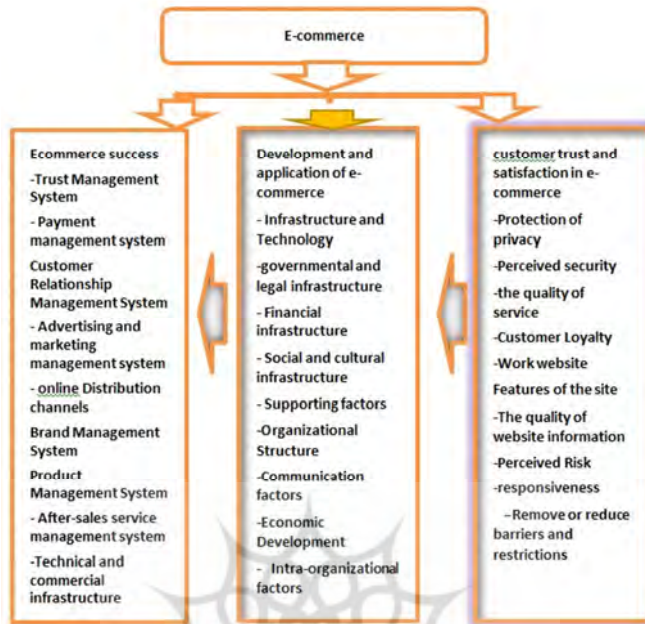 E-commerce
Ecommerce success
-Trust Management
System
- Payment
management system
Customer
Relationship
Management System
- Advertising and
marketing
management system
- online Distribution
channels
Brand Management
System
Product
Management System
- After-sales service
management system
-Technical and
commercial
infrastructure
Development and
application of e-
commerce
- Infrastructure and
Technology
-governmental and
legal infrastructure
- Financial
infrastructure
- Social and cultural
infrastructure
- Supporting factors
-Organizational
Structure
-Communication
factors
-Economic
Development
- Intra-organizational
factors
customer trust and
satisfaction in e-
commerce
-Protection of
privacy
-Perceived security
-the quality of
service
-Customer Loyalty
-Work website
Features of the site
-The quality of
website information
-Perceived Risk
-responsiveness
–Remove or reduce
barriers and
restrictions